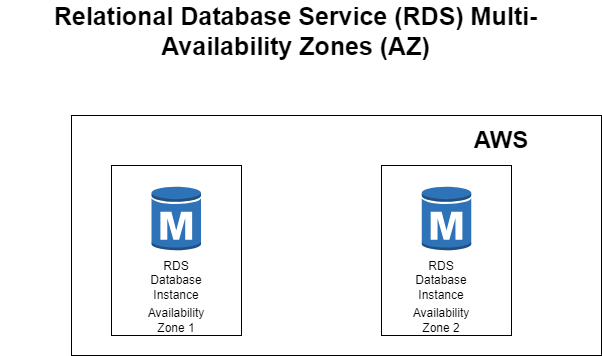 Relational Database Service (RDS) Multi-
Availability Zones (AZ)
AWS
M
RDS
Database
Instance
Availability
Zone 1
M
RDS
Database
Instance
Availability
Zone 2